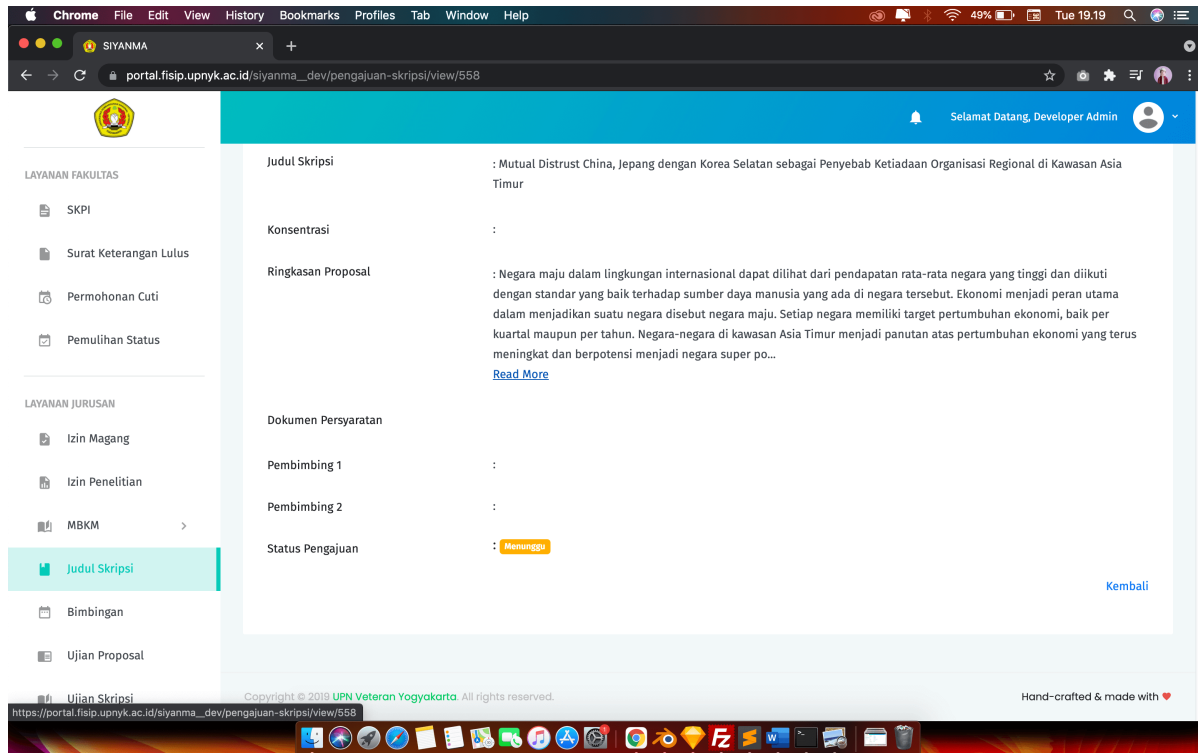 Chrome File Edit View History Bookmarks Profiles Tab Window Help 49% Tue 19.19
SIYANMA
portal.fisip.upnyk.ac.id/siyanma__dev/pengajuan-skripsi/view/558
Selamat Datang, Developer Admin
LAYANAN FAKULTAS
SKPI
Surat Keterangan Lulus
Permohonan Cuti
Pemulihan Status
LAYANAN JURUSAN
Izin Magang
Izin Penelitian
MBKM
Judul Skripsi
Bimbingan
Ujian Proposal
Ujian Skripsi
https://portal.fisip.upnyk.ac.id/siyanma__dev/pengajuan-skripsi/view/558
Judul Skripsi
: Mutual Distrust China, Jepang dengan Korea Selatan sebagai Penyebab Ketiadaan Organisasi Regional di Kawasan Asia
Timur
Konsentrasi :
Ringkasan Proposal
: Negara maju dalam lingkungan internasional dapat dilihat dari pendapatan rata-rata negara yang tinggi dan diikuti
dengan standar yang baik terhadap sumber daya manusia yang ada di negara tersebut. Ekonomi menjadi peran utama
dalam menjadikan suatu negara disebut negara maju. Setiap negara memiliki target pertumbuhan ekonomi, baik per
kuartal maupun per tahun. Negara-negara di kawasan Asia Timur menjadi panutan atas pertumbuhan ekonomi yang terus
meningkat dan berpotensi menjadi negara super po...
Read More
Dokumen Persyaratan
Pembimbing 1 :
Pembimbing 2 :
Status Pengajuan : Menunggu
Kembali
Copyright © 2019 UPN Veteran Yogyakarta. All rights reserved.
Hand-crafted & made with